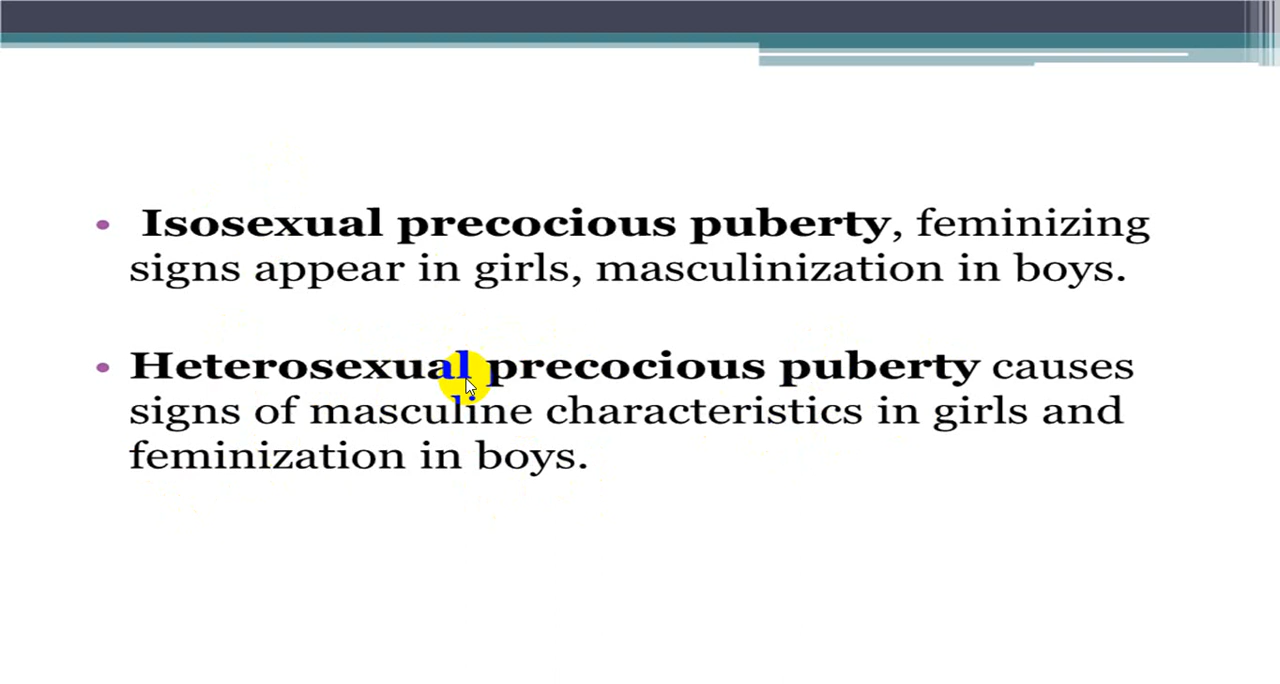 • Isosexual precocious puberty, feminizing
signs appear in girls, masculinization in boys.
• Heterosexual precocious puberty causes
signs of masculine characteristics in girls and
feminization in boys.